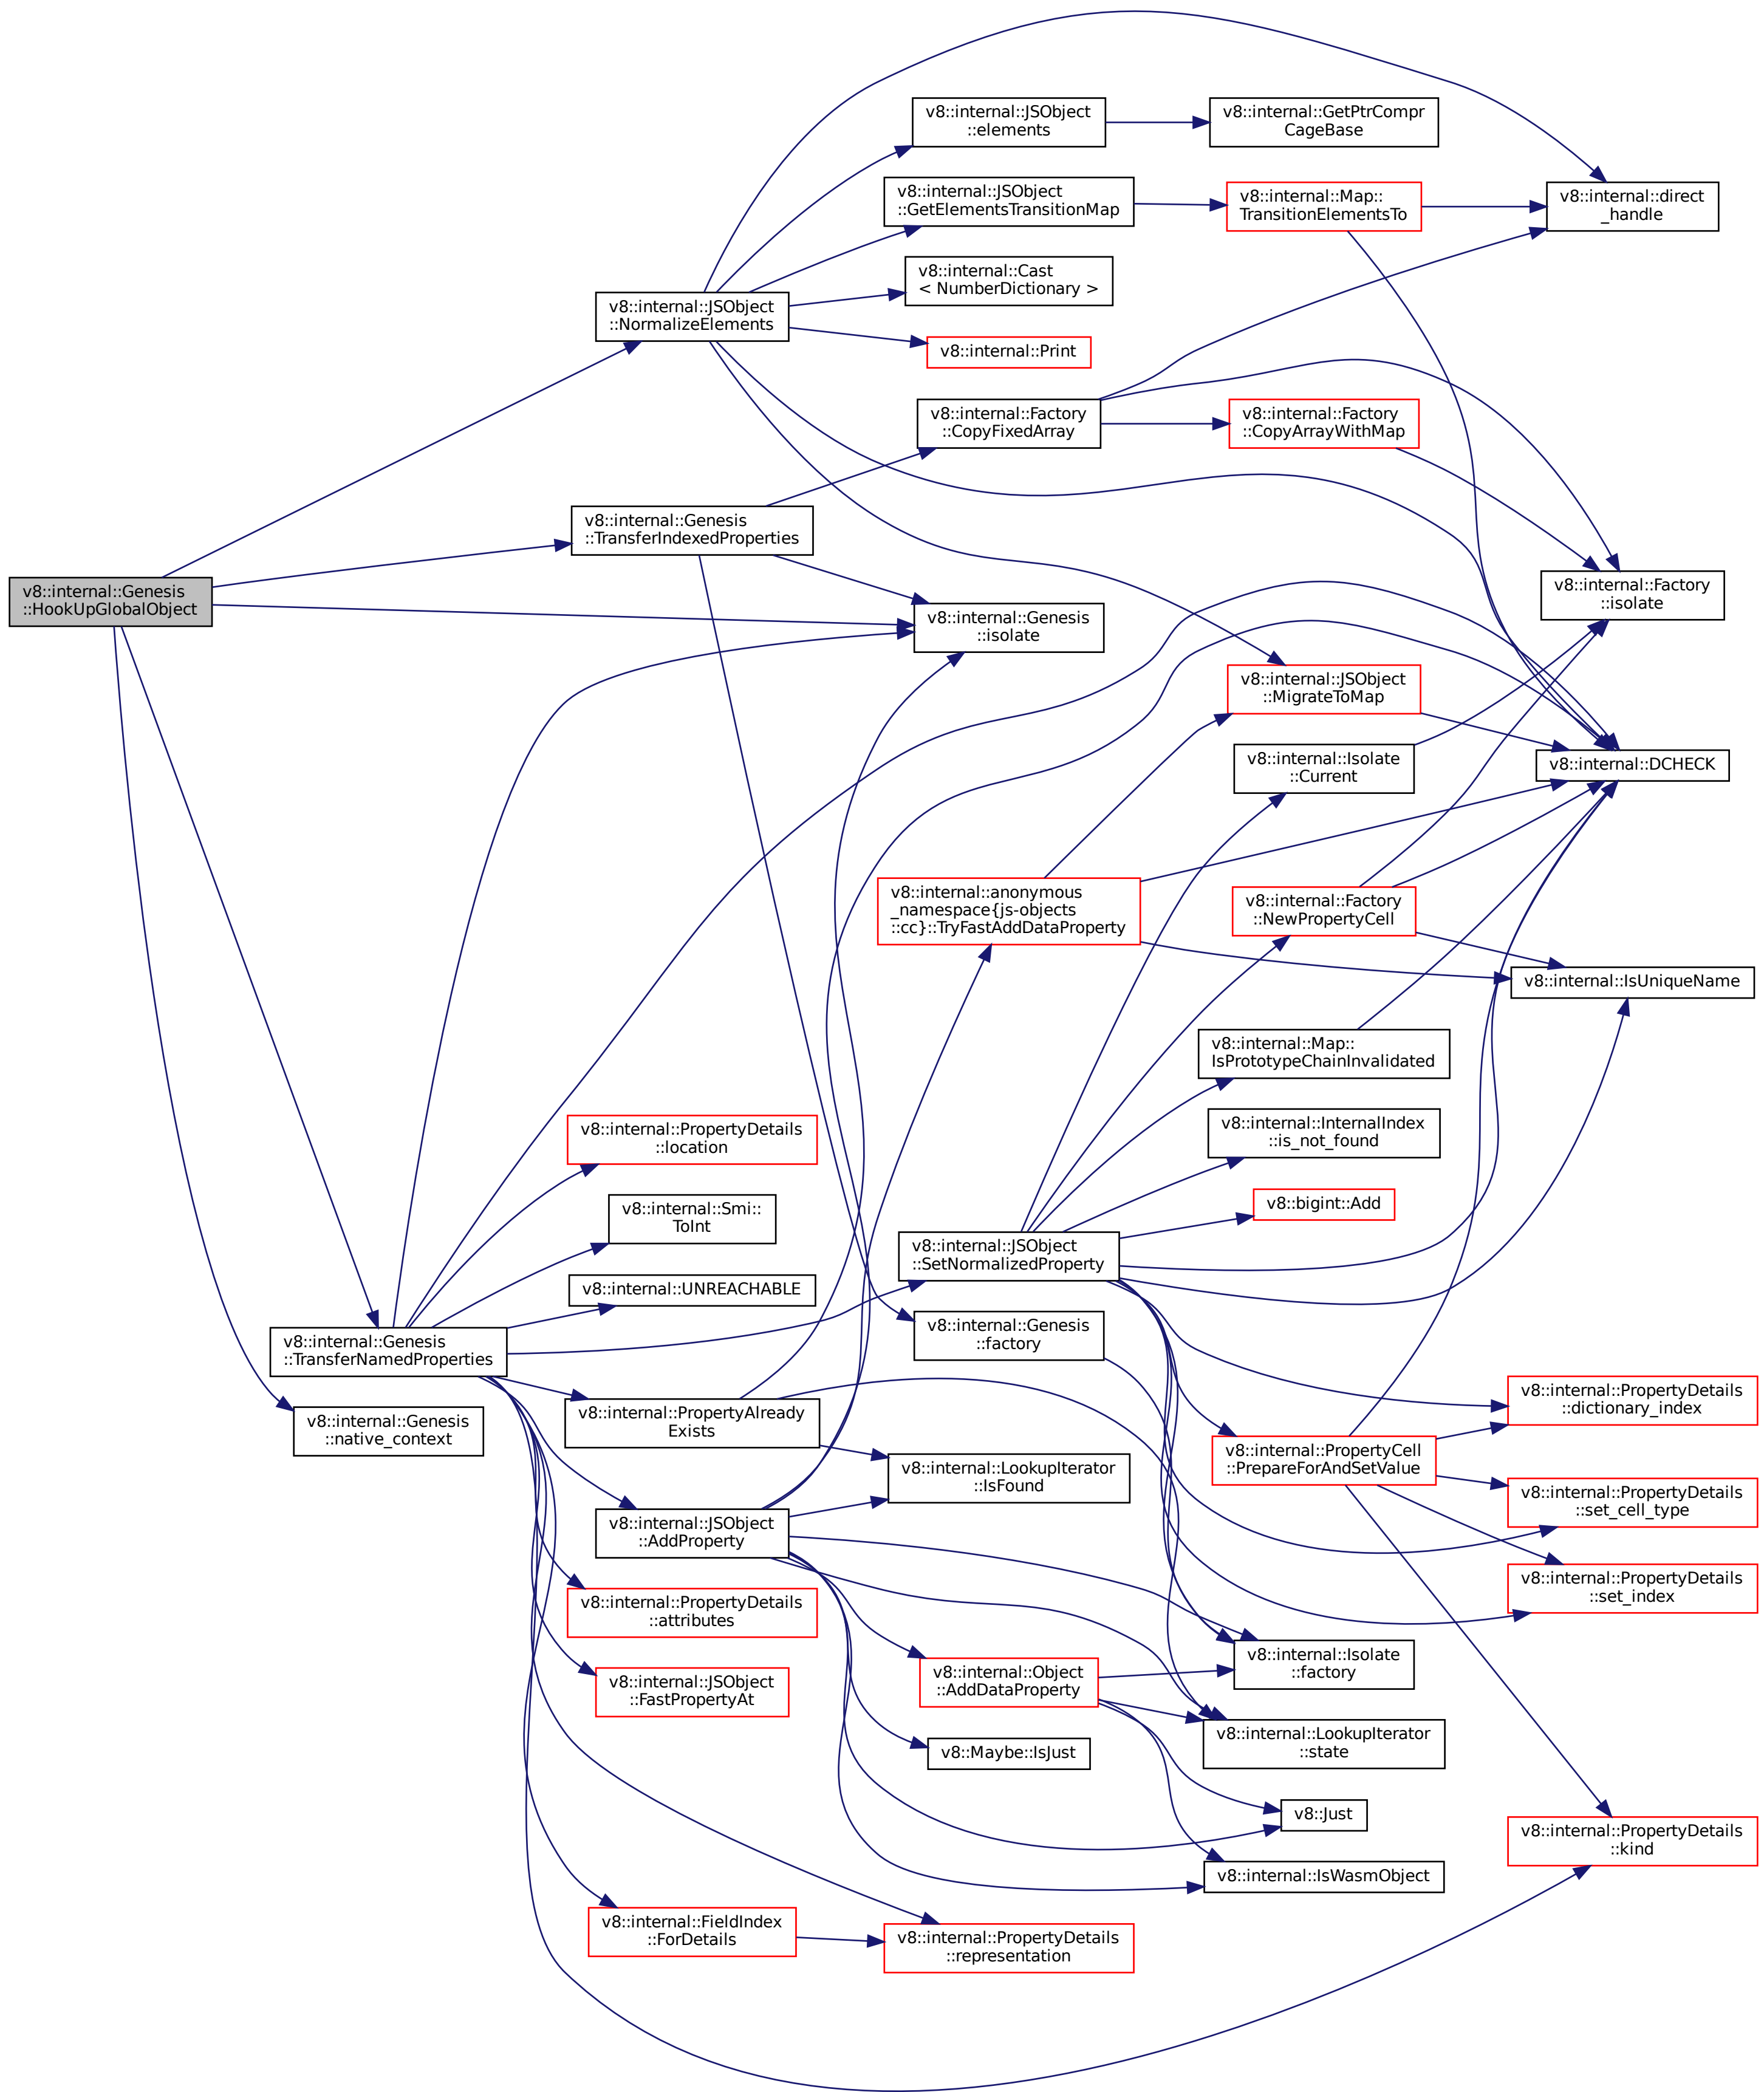 v8::internal::Genesis
::HookUpGlobalObject
v8::internal::JSObject
::NormalizeElements
v8::internal::JSObject
::elements
v8::internal::GetPtrCompr
CageBase
v8::internal::JSObject
::GetElementsTransitionMap
v8::internal::Map::
TransitionElementsTo
v8::internal::direct
_handle
v8::internal::Cast
< NumberDictionary >
v8::internal::Print
v8::internal::Factory
::CopyFixedArray
v8::internal::Factory
::CopyArrayWithMap
v8::internal::Genesis
::TransferIndexedProperties
v8::internal::Genesis
::isolate
v8::internal::Factory
::isolate
v8::internal::JSObject
::MigrateToMap
v8::internal::Isolate
::Current
v8::internal::DCHECK
v8::internal::anonymous
_namespace{js-objects
::cc}::TryFastAddDataProperty
v8::internal::Factory
::NewPropertyCell
v8::internal::IsUniqueName
v8::internal::Map::
IsPrototypeChainInvalidated
v8::internal::PropertyDetails
::location
v8::internal::InternalIndex
::is_not_found
v8::internal::Smi::
ToInt
v8::bigint::Add
v8::internal::JSObject
::SetNormalizedProperty
v8::internal::UNREACHABLE
v8::internal::Genesis
::TransferNamedProperties
v8::internal::Genesis
::factory
v8::internal::Genesis
::native_context
v8::internal::PropertyAlready
Exists
v8::internal::PropertyDetails
::dictionary_index
v8::internal::PropertyCell
::PrepareForAndSetValue
v8::internal::LookupIterator
::IsFound
v8::internal::PropertyDetails
::set_cell_type
v8::internal::JSObject
::AddProperty
v8::internal::PropertyDetails
::set_index
v8::internal::PropertyDetails
::attributes
v8::internal::Isolate
::factory
v8::internal::Object
::AddDataProperty
v8::internal::JSObject
::FastPropertyAt
v8::internal::LookupIterator
::state
v8::Maybe::IsJust
v8::Just
v8::internal::PropertyDetails
::kind
v8::internal::IsWasmObject
v8::internal::FieldIndex
::ForDetails
v8::internal::PropertyDetails
::representation